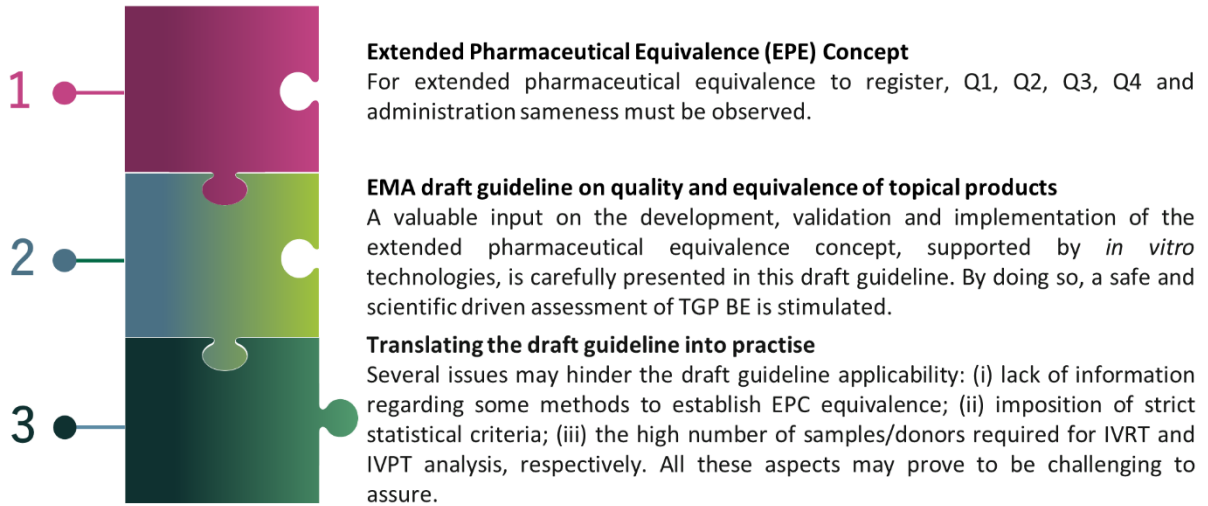 1
Extended Pharmaceutical Equivalence (EPE) Concept
For extended pharmaceutical equivalence to register, Q1, Q2, Q3, Q4 and
administration sameness must be observed.
2
EMA draft guideline on quality and equivalence of topical products
A valuable input on the development, validation and implementation of the
extended pharmaceutical equivalence concept, supported by in vitro
technologies, is carefully presented in this draft guideline. By doing so, a safe and
scientific driven assessment of TGP BE is stimulated.
3
Translating the draft guideline into practise
Several issues may hinder the draft guideline applicability: (i) lack of information
regarding some methods to establish EPC equivalence; (ii) imposition of strict
statistical criteria; (iii) the high number of samples/donors required for IVRT and
IVPT analysis, respectively. All these aspects may prove to be challenging to
assure.